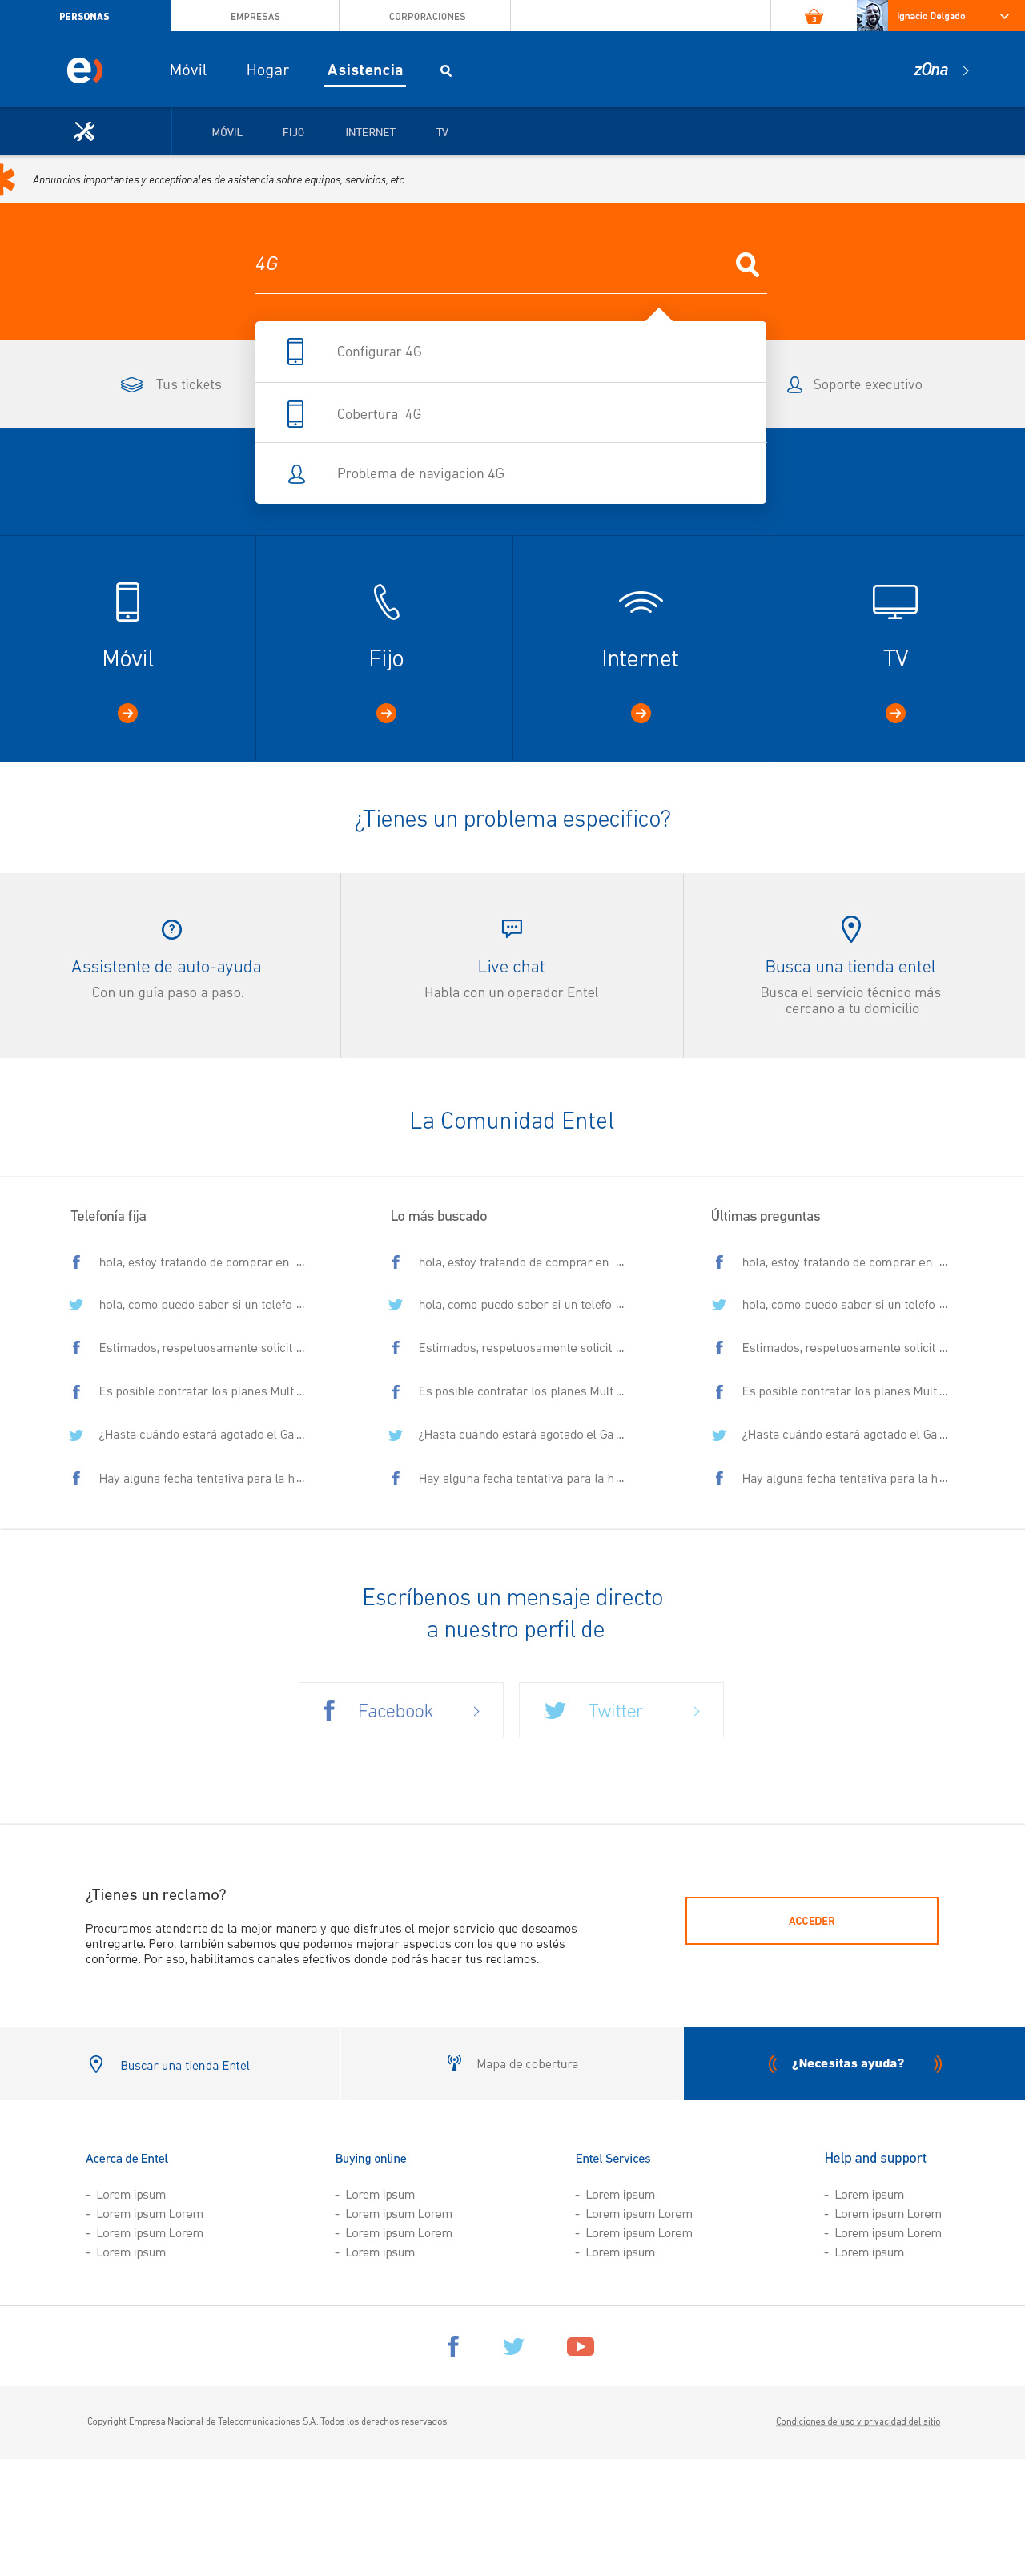 PERSONAS
EMPRESAS
CORPORACIONES
3
Ignacio Delgado
e)
Móvil
Hogar
Asistencia
zOna
MÓVIL
FIJO
INTERNET
TV
Annuncios importantes y ecceptionales de asistencia sobre equipos, servicios, etc.
4G
Configurar 4G
Cobertura 4G
Problema de navigacion 4G
Tus tickets
Soporte executivo
Móvil
Fijo
Internet
TV
¿Tienes un problema especifico?
?
Assistente de auto-ayuda
Con un guía paso a paso.
Live chat
Habla con un operador Entel
Busca una tienda entel
Busca el servicio técnico más
cercano a tu domicilio
La Comunidad Entel
Telefonía fija
hola, estoy tratando de comprar en ...
hola, como puedo saber si un telefo ...
Estimados, respetuosamente solicit ...
Es posible contratar los planes Mult ...
¿Hasta cuándo estarà agotado el Ga ...
Hay alguna fecha tentativa para la h ...
Lo más buscado
hola, estoy tratando de comprar en ...
hola, como puedo saber si un telefo ...
Estimados, respetuosamente solicit ...
Es posible contratar los planes Mult ...
¿Hasta cuándo estarà agotado el Ga ...
Hay alguna fecha tentativa para la h ...
Últimas preguntas
hola, estoy tratando de comprar en ...
hola, como puedo saber si un telefo ...
Estimados, respetuosamente solicit ...
Es posible contratar los planes Mult ...
¿Hasta cuándo estarà agotado el Ga ...
Hay alguna fecha tentativa para la h ...
Escríbenos un mensaje directo
a nuestro perfil de
Facebook
Twitter
¿Tienes un reclamo?
Procuramos atenderte de la mejor manera y que disfrutes el mejor servicio que deseamos
entregarte. Pero, también sabemos que podemos mejorar aspectos con los que no estés
conforme. Por eso, habilitamos canales efectivos donde podrás hacer tus reclamos.
ACCEDER
Buscar una tienda Entel
Mapa de cobertura
¿Necesitas ayuda?
Acerca de Entel
- Lorem ipsum
- Lorem ipsum Lorem
- Lorem ipsum Lorem
- Lorem ipsum
Buying online
- Lorem ipsum
- Lorem ipsum Lorem
- Lorem ipsum Lorem
- Lorem ipsum
Entel Services
- Lorem ipsum
- Lorem ipsum Lorem
- Lorem ipsum Lorem
- Lorem ipsum
Help and support
- Lorem ipsum
- Lorem ipsum Lorem
- Lorem ipsum Lorem
- Lorem ipsum
Copyright Empresa Nacional de Telecomunicaciones S.A. Todos los derechos reservados.
Condiciones de uso y privacidad del sitio